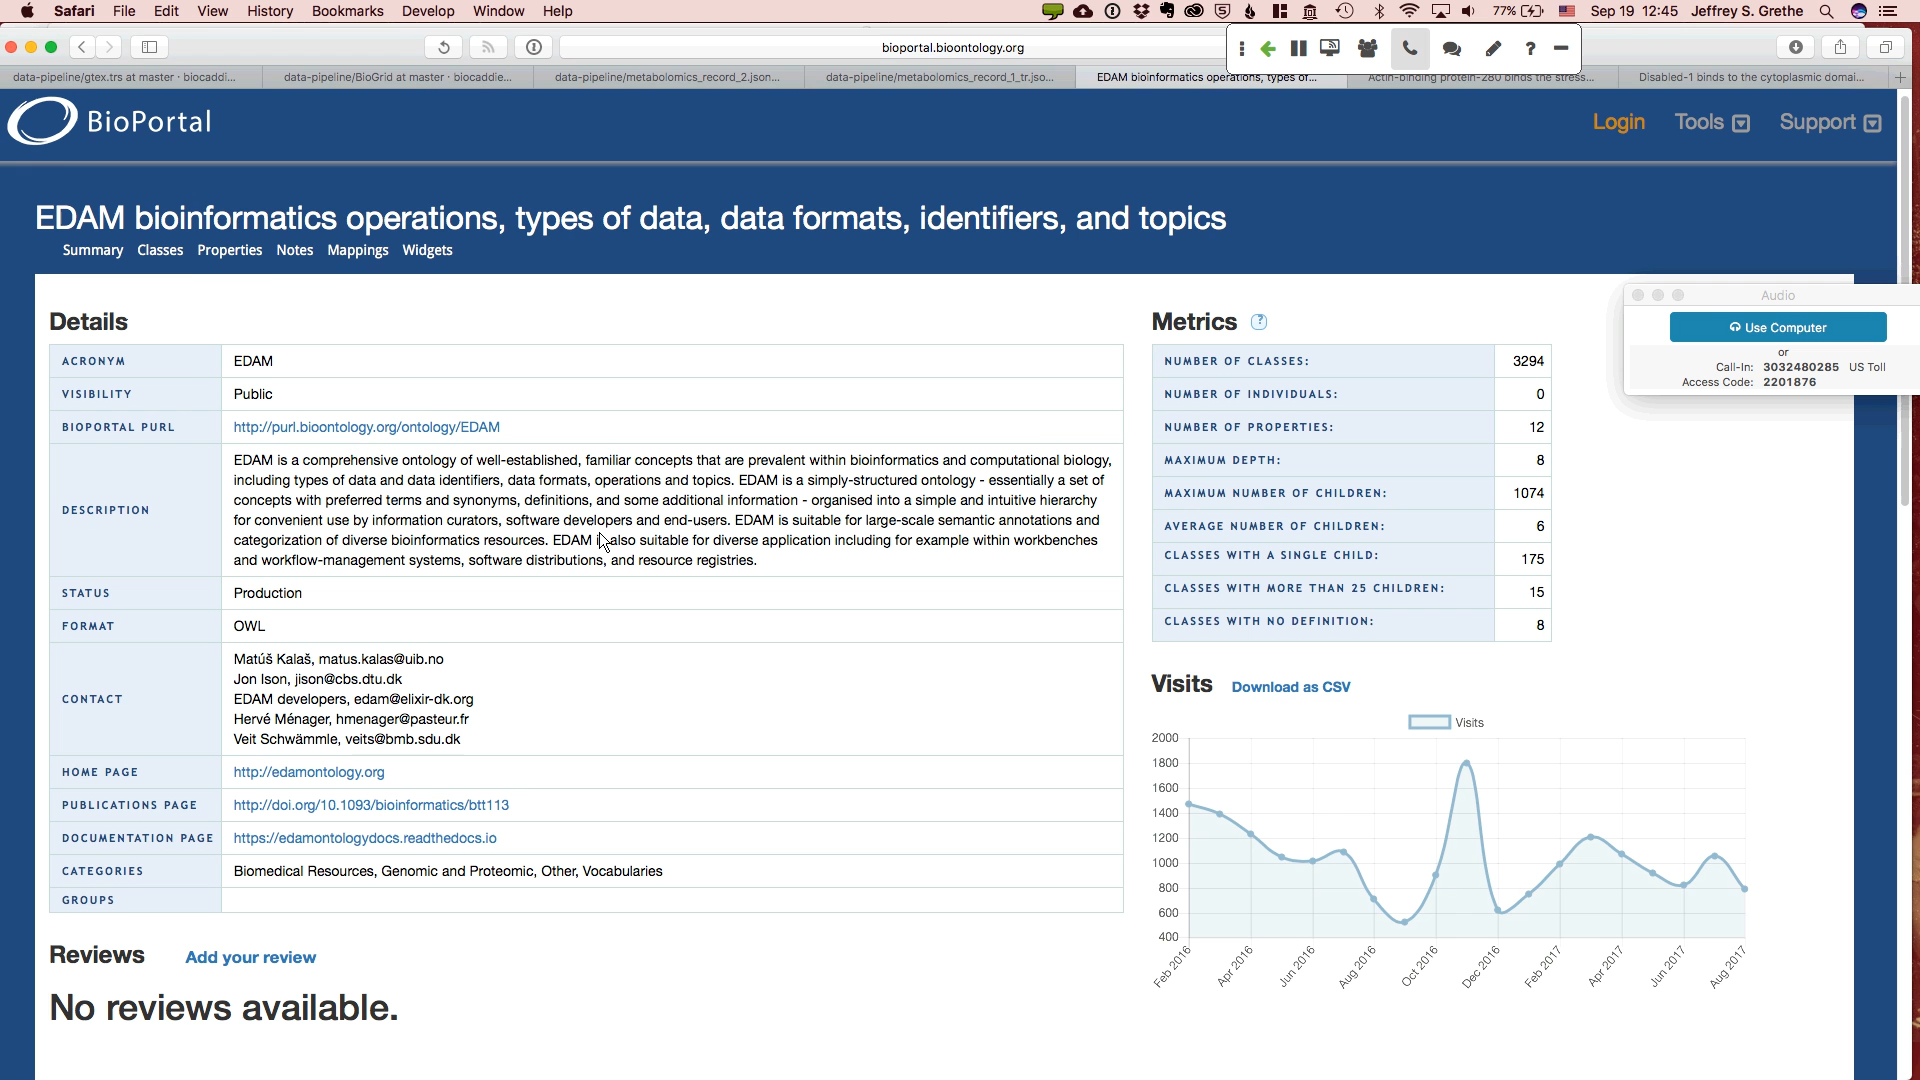 Safari File Edit View History Bookmarks Develop Window Help
77% Sep 19 12:45 Jeffrey S. Grethe
bioportal.bioontology.org
data-pipeline/gtex.trs at master · biocaddi...
data-pipeline/BioGrid at master · biocaddie...
data-pipeline/metabolomics_record_2.json...
data-pipeline/metabolomics_record_1_tr.jso...
EDAM bioinformatics operations, types of...
Actin-binding protein-280 binds the stress...
Disabled-1 binds to the cytoplasmic domai...
BioPortal
Login Tools Support
EDAM bioinformatics operations, types of data, data formats, identifiers, and topics
Summary Classes Properties Notes Mappings Widgets
Details
ACRONYM EDAM
VISIBILITY Public
BIOPORTAL PURL http://purl.bioontology.org/ontology/EDAM
DESCRIPTION
EDAM is a comprehensive ontology of well-established, familiar concepts that are prevalent within bioinformatics and computational biology,
including types of data and data identifiers, data formats, operations and topics. EDAM is a simply-structured ontology - essentially a set of
concepts with preferred terms and synonyms, definitions, and some additional information - organised into a simple and intuitive hierarchy
for convenient use by information curators, software developers and end-users. EDAM is suitable for large-scale semantic annotations and
categorization of diverse bioinformatics resources. EDAM is also suitable for diverse application including for example within workbenches
and workflow-management systems, software distributions, and resource registries.
STATUS Production
FORMAT OWL
CONTACT
Matúš Kalaš, matus.kalas@uib.no
Jon Ison, jison@cbs.dtu.dk
EDAM developers, edam@elixir-dk.org
Hervé Ménager, hmenager@pasteur.fr
Veit Schwämmle, veits@bmb.sdu.dk
HOME PAGE http://edamontology.org
PUBLICATIONS PAGE http://doi.org/10.1093/bioinformatics/btt113
DOCUMENTATION PAGE https://edamontologydocs.readthedocs.io
CATEGORIES Biomedical Resources, Genomic and Proteomic, Other, Vocabularies
GROUPS
Reviews Add your review
No reviews available.
Metrics ?
NUMBER OF CLASSES: 3294
NUMBER OF INDIVIDUALS: 0
NUMBER OF PROPERTIES: 12
MAXIMUM DEPTH: 8
MAXIMUM NUMBER OF CHILDREN: 1074
AVERAGE NUMBER OF CHILDREN: 6
CLASSES WITH A SINGLE CHILD: 175
CLASSES WITH MORE THAN 25 CHILDREN: 15
CLASSES WITH NO DEFINITION: 8
Visits Download as CSV
Visits
2000
1800
1600
1400
1200
1000
800
600
400
Feb 2016 Apr 2016 Jun 2016 Aug 2016 Oct 2016 Dec 2016 Feb 2017 Apr 2017 Jun 2017 Aug 2017
Audio
Use Computer
or
Call-In: 3032480285 US Toll
Access Code: 2201876